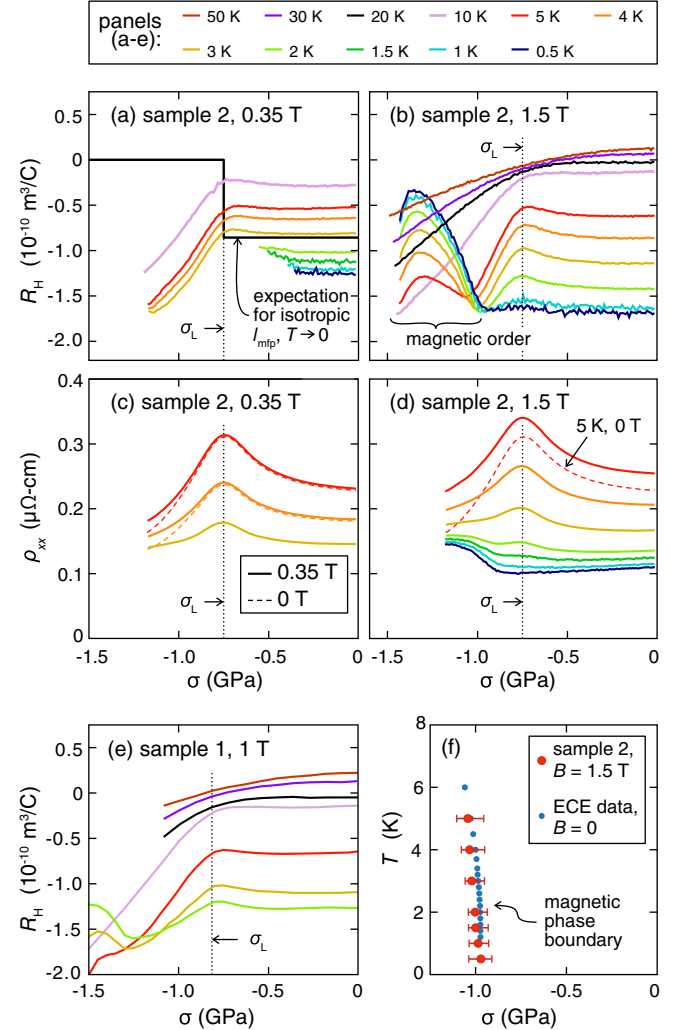 panels
(a-e):
50 K 30 K 20 K 10 K 5 K 4 K
3 K 2 K 1.5 K 1 K 0.5 K
(a) sample 2, 0.35 T
0.5
0
-0.5
-1.0
-1.5
-2.0
R_H (10⁻¹⁰ m³/C)
σ_L
expectation
for isotropic
l_mfp, T → 0
(b) sample 2, 1.5 T
σ_L
magnetic order
(c) sample 2, 0.35 T
0.4
0.3
0.2
0.1
0
ρ_xx (μΩ-cm)
0.35 T
0 T
σ_L
-1.5 -1.0 -0.5
σ (GPa)
(d) sample 2, 1.5 T
5 K, 0 T
σ_L
-1.5 -1.0 -0.5 0
σ (GPa)
(e) sample 1, 1 T
0.5
0
-0.5
-1.0
-1.5
-2.0
R_H (10⁻¹⁰ m³/C)
σ_L
-1.5 -1.0 -0.5 0
σ (GPa)
(f)
8
6
4
2
0
T (K)
sample 2,
B = 1.5 T
ECE data,
B = 0
magnetic
phase
boundary
-1.0 -0.5 0
σ (GPa)